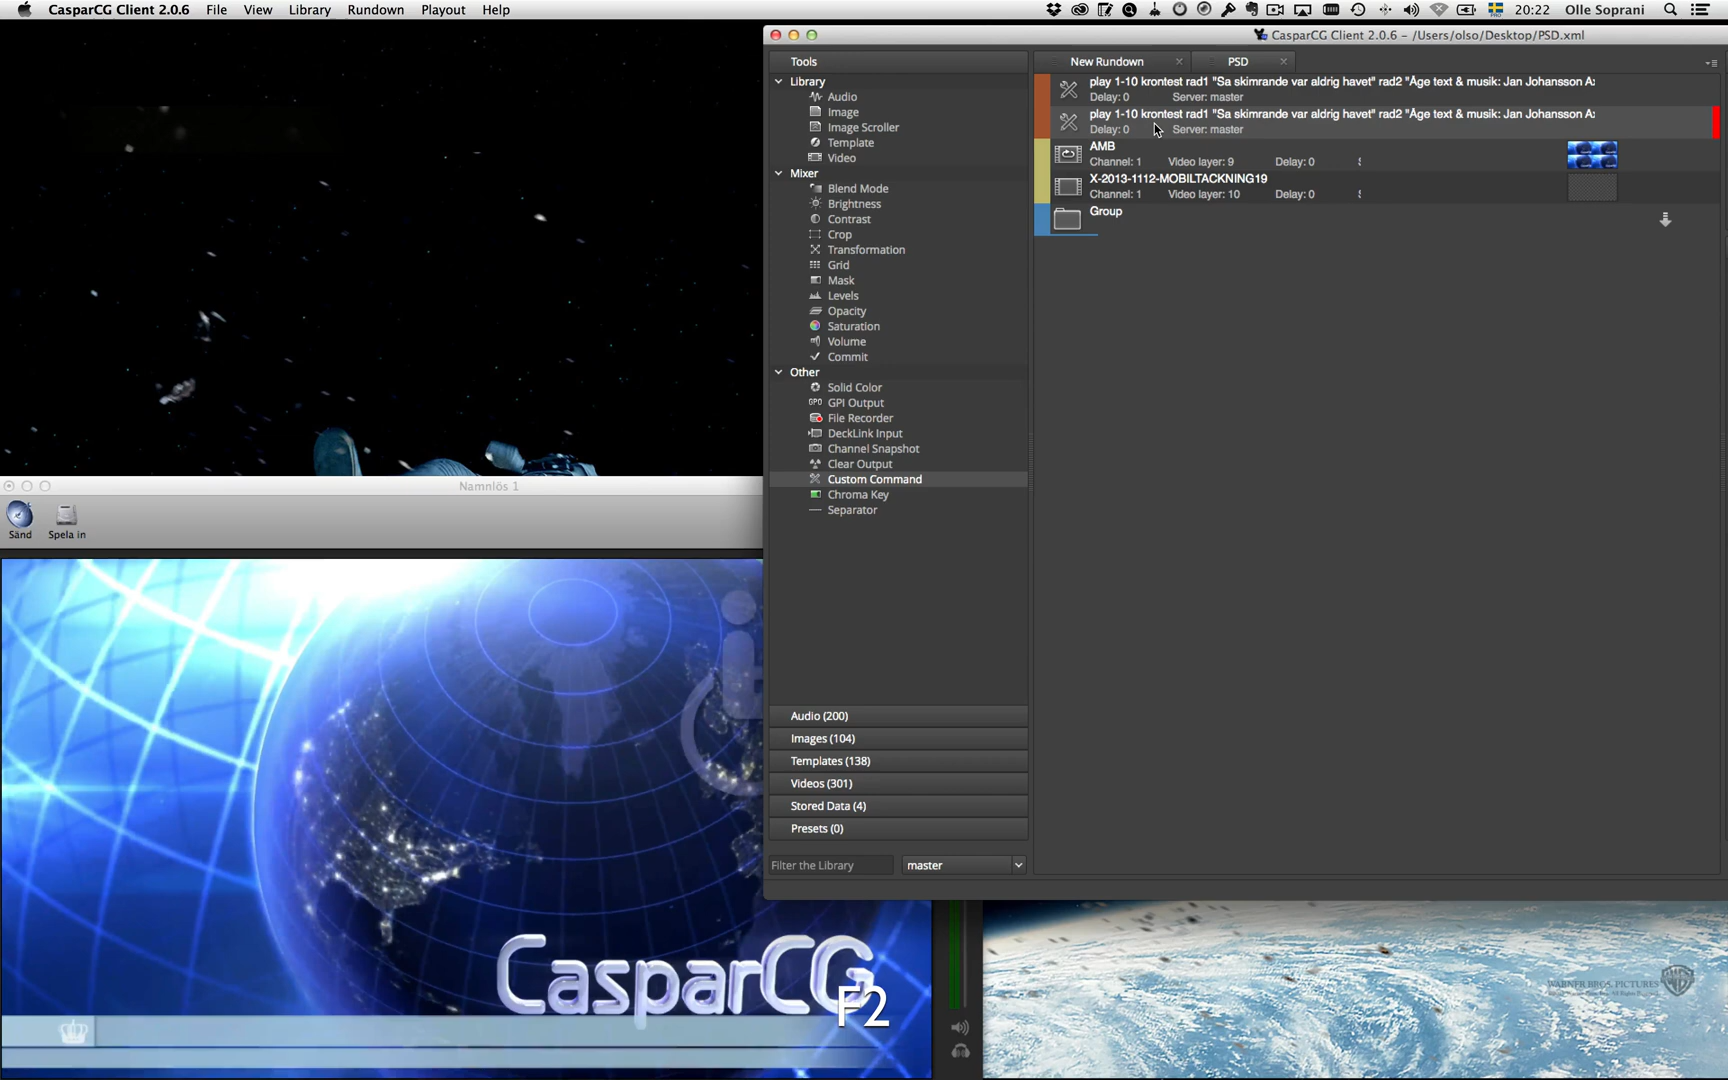 CasparCG Client 2.0.6 File View Library Rundown Playout Help
20:22 Olle Soprani
CasparCG Client 2.0.6 – /Users/olso/Desktop/PSD.xml
Tools
Library
Audio
Image
Image Scroller
Template
Video
Mixer
Blend Mode
Brightness
Contrast
Crop
Transformation
Grid
Mask
Levels
Opacity
Saturation
Volume
Commit
Other
Solid Color
GPO GPI Output
File Recorder
DeckLink Input
Channel Snapshot
Clear Output
Custom Command
Chroma Key
Separator
Audio (200)
Images (104)
Templates (138)
Videos (301)
Stored Data (4)
Presets (0)
Filter the Library master
New Rundown PSD
play 1-10 krontest rad1 "Sa skimrande var aldrig havet" rad2 "Åge text & musik: Jan Johansson A:
Delay: 0 Server: master
play 1-10 krontest rad1 "Sa skimrande var aldrig havet" rad2 "Åge text & musik: Jan Johansson A:
Delay: 0 Server: master
AMB
Channel: 1 Video layer: 9 Delay: 0
X-2013-1112-MOBILTACKNING19
Channel: 1 Video layer: 10 Delay: 0
Group
Namnlös 1
Sänd Spela in
CasparCG
F2
WARNER BROS. PICTURES